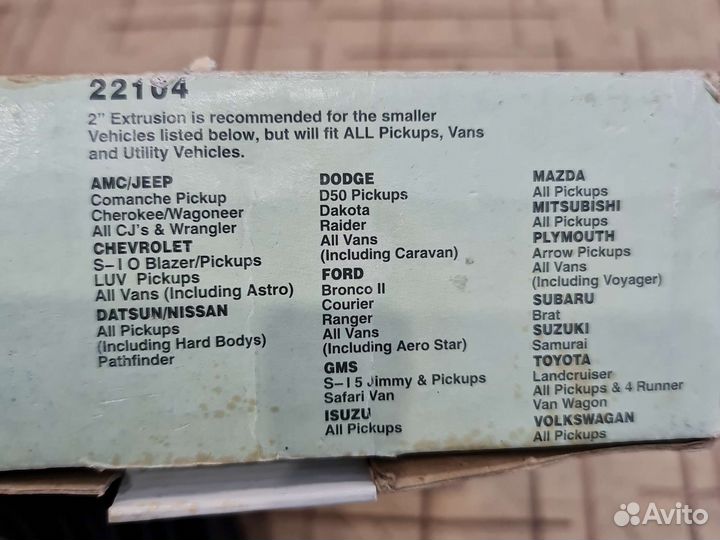 22104
2" Extrusion is recommended for the smaller
Vehicles listed below, but will fit ALL Pickups, Vans
and Utility Vehicles.
AMC/JEEP
Comanche Pickup
Cherokee/Wagoneer
All CJ's & Wrangler
CHEVROLET
S-10 Blazer/Pickups
LUV Pickups
All Vans (Including Astro)
DATSUN/NISSAN
All Pickups
(Including Hard Bodys)
Pathfinder
DODGE
D50 Pickups
Dakota
Raider
All Vans
(Including Caravan)
FORD
Bronco II
Courier
Ranger
All Vans
(Including Aero Star)
GMS
S-15 Jimmy & Pickups
Safari Van
ISUZU
All Pickups
MAZDA
All Pickups
MITSUBISHI
All Pickups
PLYMOUTH
Arrow Pickups
All Vans
(Including Voyager)
SUBARU
Brat
SUZUKI
Samurai
TOYOTA
Landcruiser
All Pickups & 4 Runner
Van Wagon
VOLKSWAGAN
All Pickups
Avito